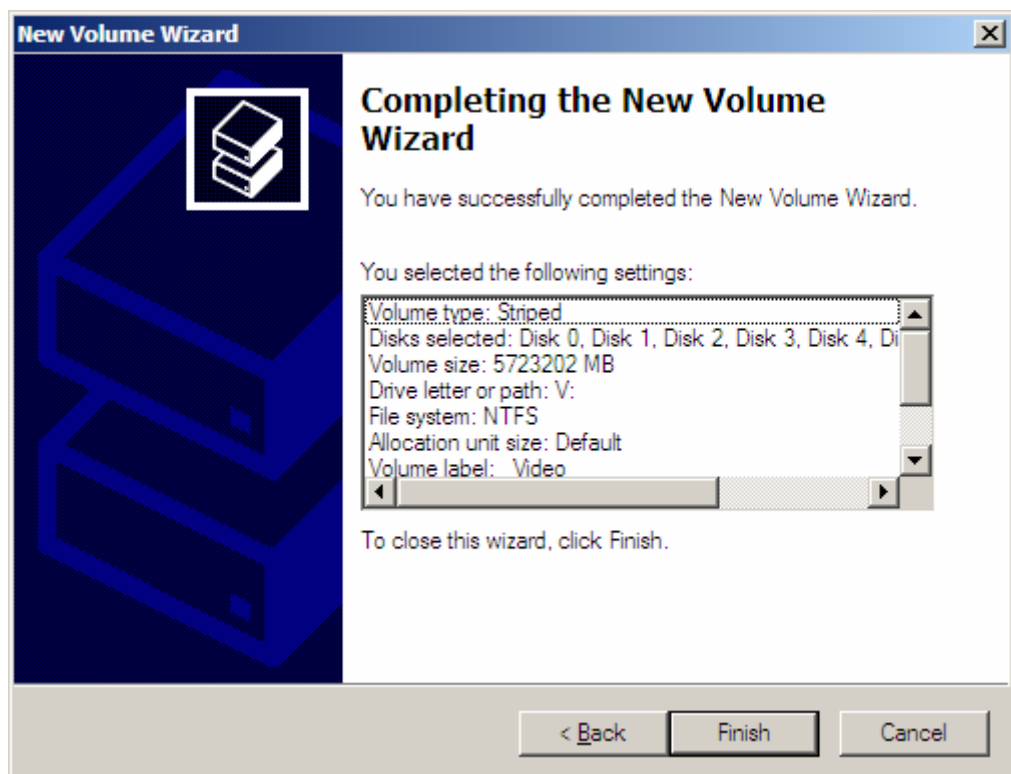 New Volume Wizard
Completing the New Volume
Wizard
You have successfully completed the New Volume Wizard.
You selected the following settings:
Volume type: Striped
Disks selected: Disk 0, Disk 1, Disk 2, Disk 3, Disk 4, Di
Volume size: 5723202 MB
Drive letter or path: V:
File system: NTFS
Allocation unit size: Default
Volume label: Video
To close this wizard, click Finish.
< Back Finish Cancel